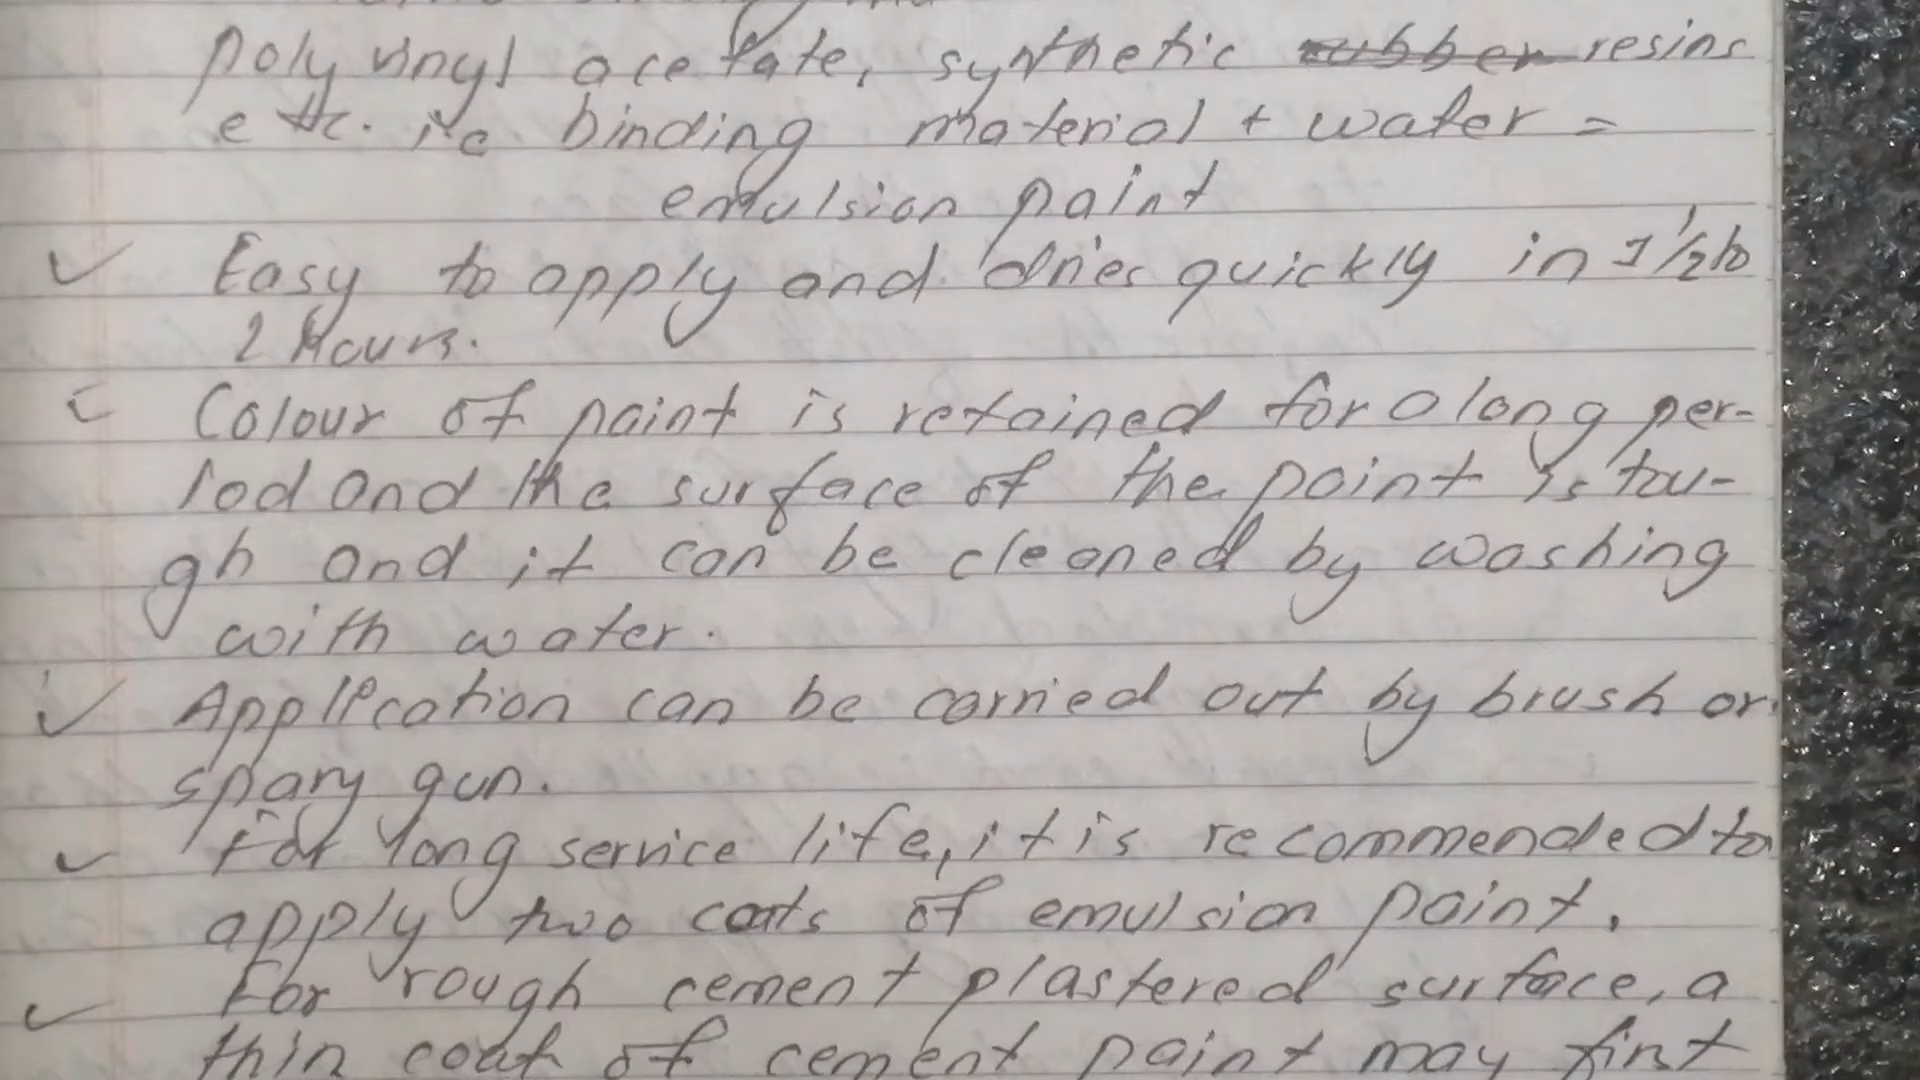 poly vinyl acetate, synthetic rubber resins
etc. ie binding material + water =
emulsion paint
✓ Easy to apply and dries quickly in 1 1/2 to
2 Hours.
Colour of paint is retained for a long per-
iod and the surface of the paint is tou-
gh and it can be cleaned by washing
with water.
✓ Application can be carried out by brush or
spary gun.
✓ For long service life, it is recommended to
apply two coats of emulsion paint.
✓ For rough cement plastered surface, a
thin coat of cement paint may first